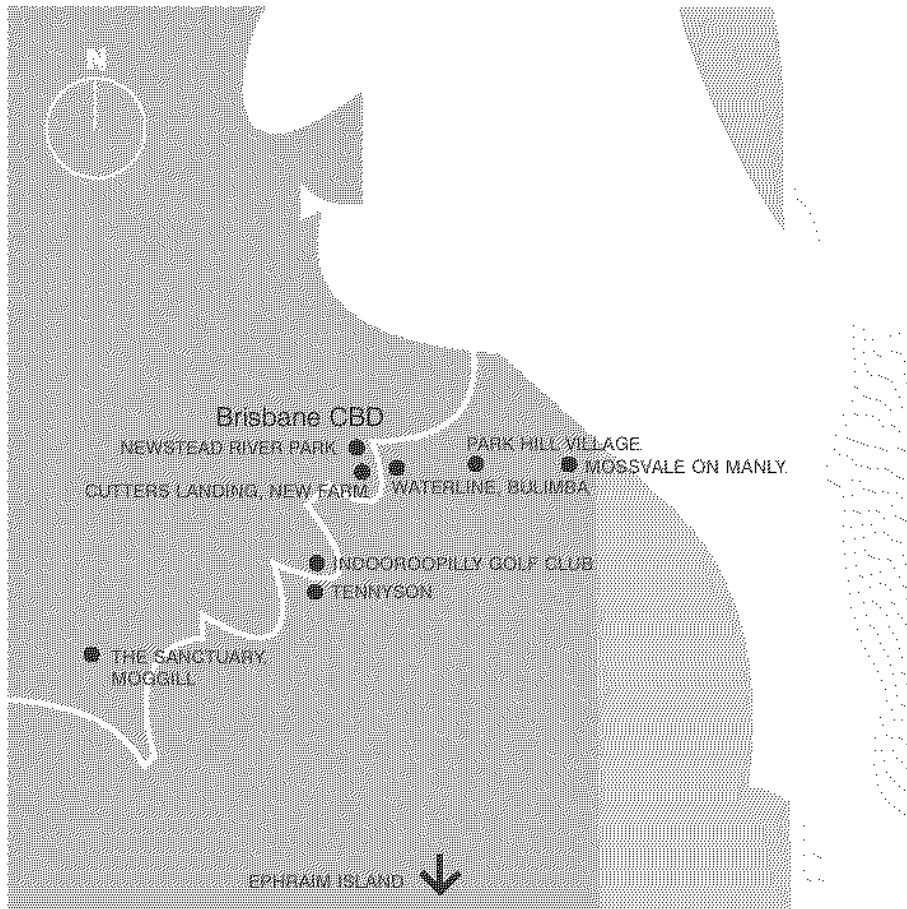 N
Brisbane CBD
NEWSTEAD RIVER PARK
PARK HILL VILLAGE
MOSSVALE ON MANLY
CUTTERS LANDING, NEW FARM
WATERLINE, BULIMBA
INDOOROOPILLY GOLF CLUB
TENNYSON
THE SANCTUARY,
MOGGILL
EPHRAIM ISLAND